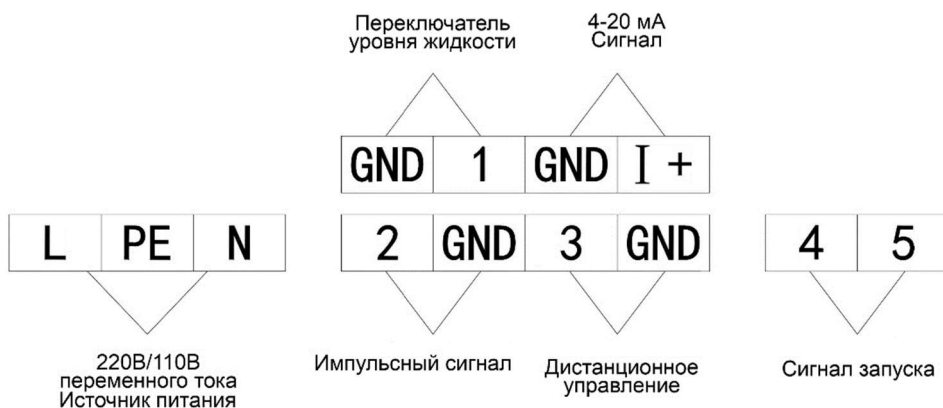 Переключатель
уровня жидкости
4-20 мА
Сигнал
GND 1 GND I +
L PE N
2 GND 3 GND
4 5
220В/110В
переменного тока
Источник питания
Импульсный сигнал
Дистанционное
управление
Сигнал запуска